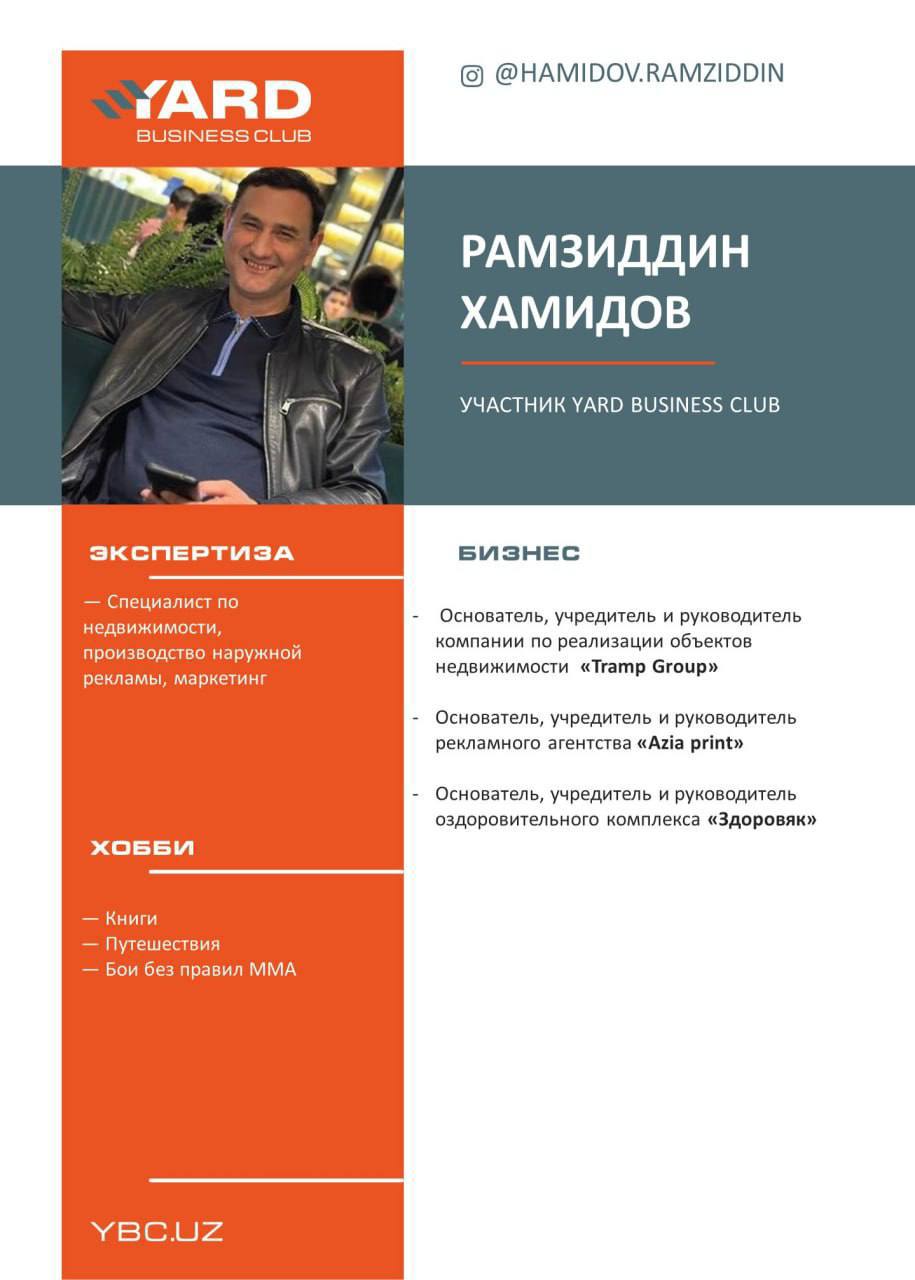 YARD
BUSINESS CLUB
@HAMIDOV.RAMZIDDIN
РАМЗИДДИН
ХАМИДОВ
УЧАСТНИК YARD BUSINESS CLUB
ЭКСПЕРТИЗА
— Специалист по
недвижимости,
производство наружной
рекламы, маркетинг
ХОББИ
— Книги
— Путешествия
— Бои без правил ММА
БИЗНЕС
- Основатель, учредитель и руководитель
компании по реализации объектов
недвижимости «Tramp Group»
- Основатель, учредитель и руководитель
рекламного агентства «Azia print»
- Основатель, учредитель и руководитель
оздоровительного комплекса «Здоровяк»
YBC.UZ